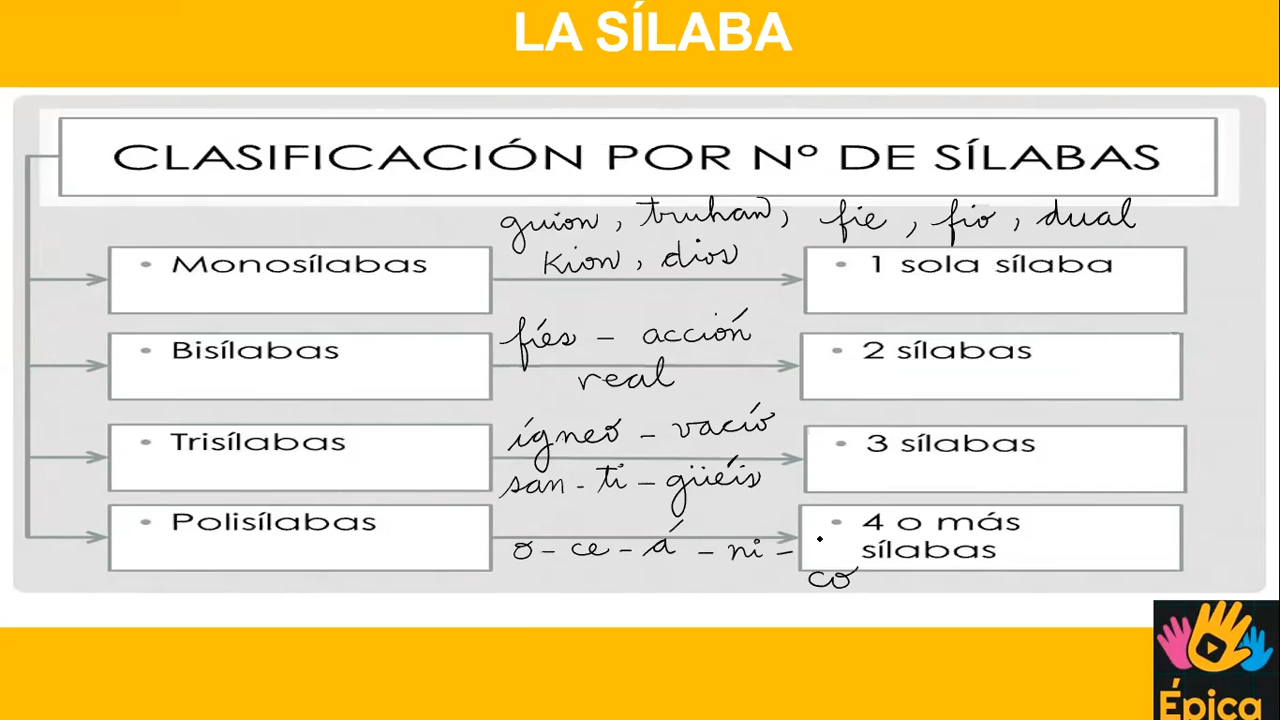 LA SÍLABA
CLASIFICACIÓN POR Nº DE SÍLABAS
guion, truhan, fie, fio, dual
kion, dios
• Monosílabas
• 1 sola sílaba
fíes – acción
• Bisílabas
• 2 sílabas
real
ígneo – vacío
• Trisílabas
• 3 sílabas
san - ti – güéis
• Polisílabas
• 4 o más
sílabas
o – ce – á – ni –
co
Épica